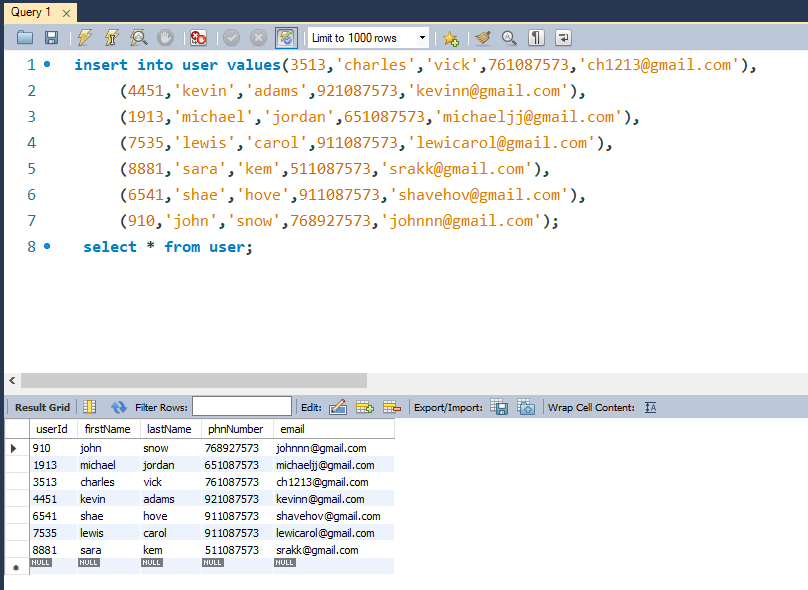 Query 1
Limit to 1000 rows
1 insert into user values(3513,'charles','vick',761087573,'ch1213@gmail.com'),
2 (4451,'kevin','adams',921087573,'kevinn@gmail.com'),
3 (1913,'michael','jordan',651087573,'michaeljj@gmail.com'),
4 (7535,'lewis','carol',911087573,'lewicarol@gmail.com'),
5 (8881,'sara','kem',511087573,'srakk@gmail.com'),
6 (6541,'shae','hove',911087573,'shavehov@gmail.com'),
7 (910,'john','snow',768927573,'johnnn@gmail.com');
8 select * from user;
Result Grid Filter Rows: Edit: Export/Import: Wrap Cell Content:
userId firstName lastName phnNumber email
910 john snow 768927573 johnnn@gmail.com
1913 michael jordan 651087573 michaeljj@gmail.com
3513 charles vick 761087573 ch1213@gmail.com
4451 kevin adams 921087573 kevinn@gmail.com
6541 shae hove 911087573 shavehov@gmail.com
7535 lewis carol 911087573 lewicarol@gmail.com
8881 sara kem 511087573 srakk@gmail.com
NULL NULL NULL NULL NULL